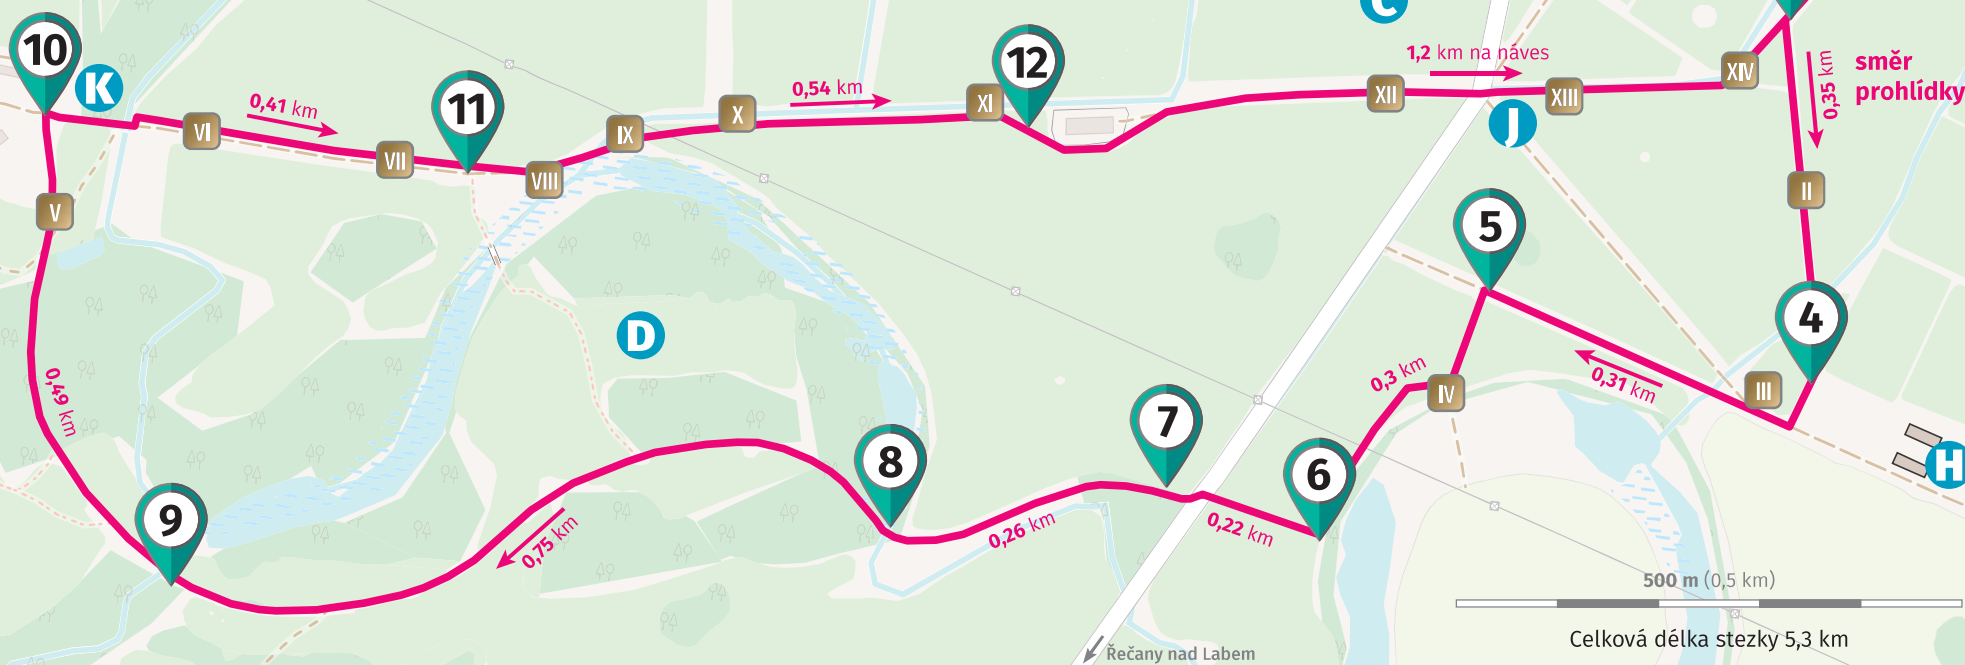 C
10
K
VI
0,41 km
VII
11
VIII
IX
X
0,54 km
XI
12
1,2 km na náves
XII
XIII
J
XIV
0,35 km
směr
prohlídky
II
V
5
4
D
0,3 km
IV
0,31 km
III
H
0,49 km
7
6
8
0,22 km
0,26 km
0,75 km
9
500 m (0,5 km)
Celková délka stezky 5,3 km
Řečany nad Labem